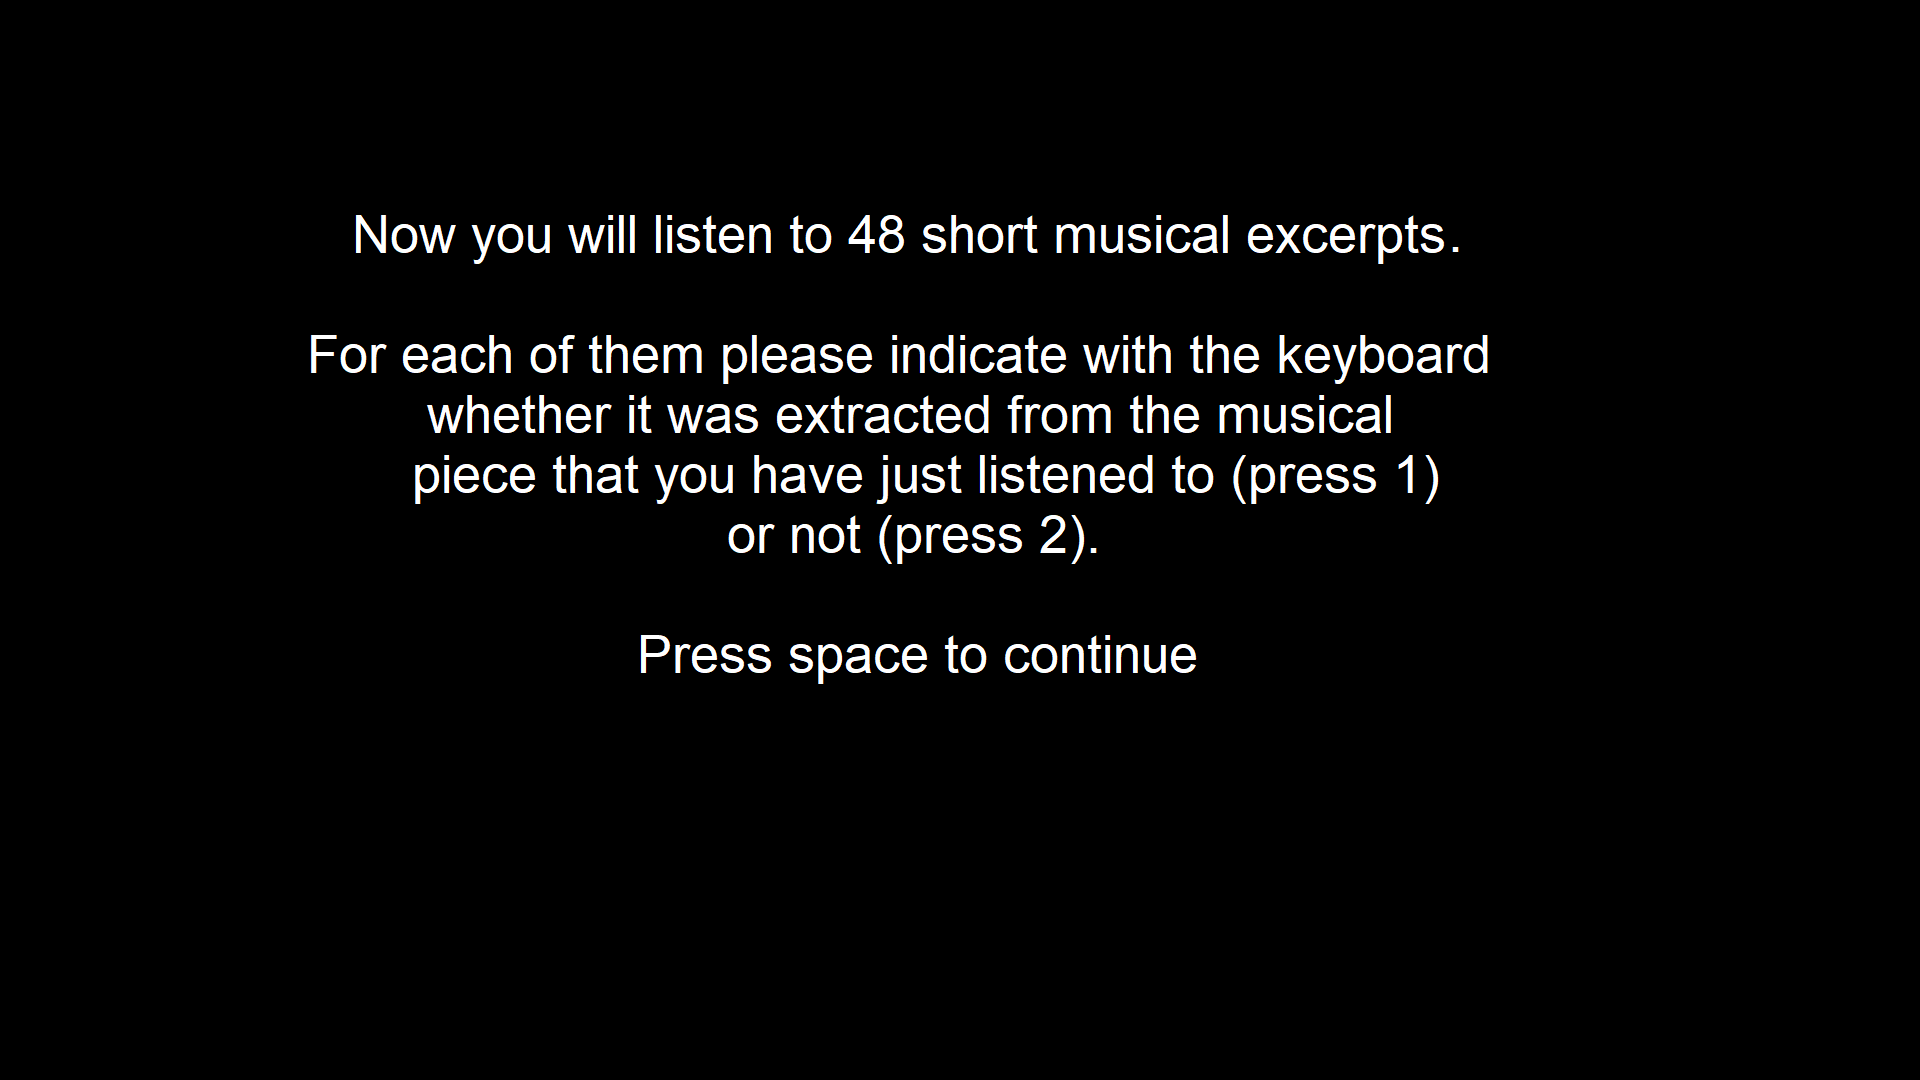 Now you will listen to 48 short musical excerpts.
For each of them please indicate with the keyboard
whether it was extracted from the musical
piece that you have just listened to (press 1)
or not (press 2).
Press space to continue